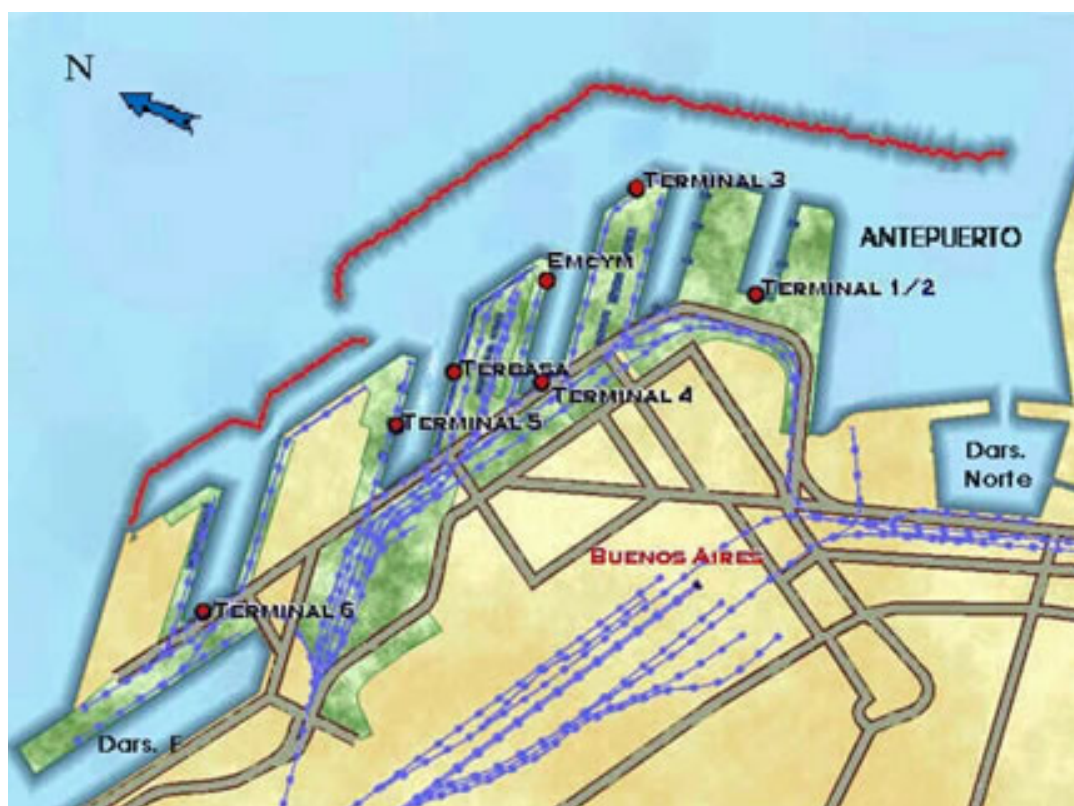 N
TERMINAL 3
ANTEPUERTO
EMCYM
TERMINAL 1/2
TERBASA
TERMINAL 4
TERMINAL 5
Dars.
Norte
BUENOS AIRES
TERMINAL 6
Dars. F